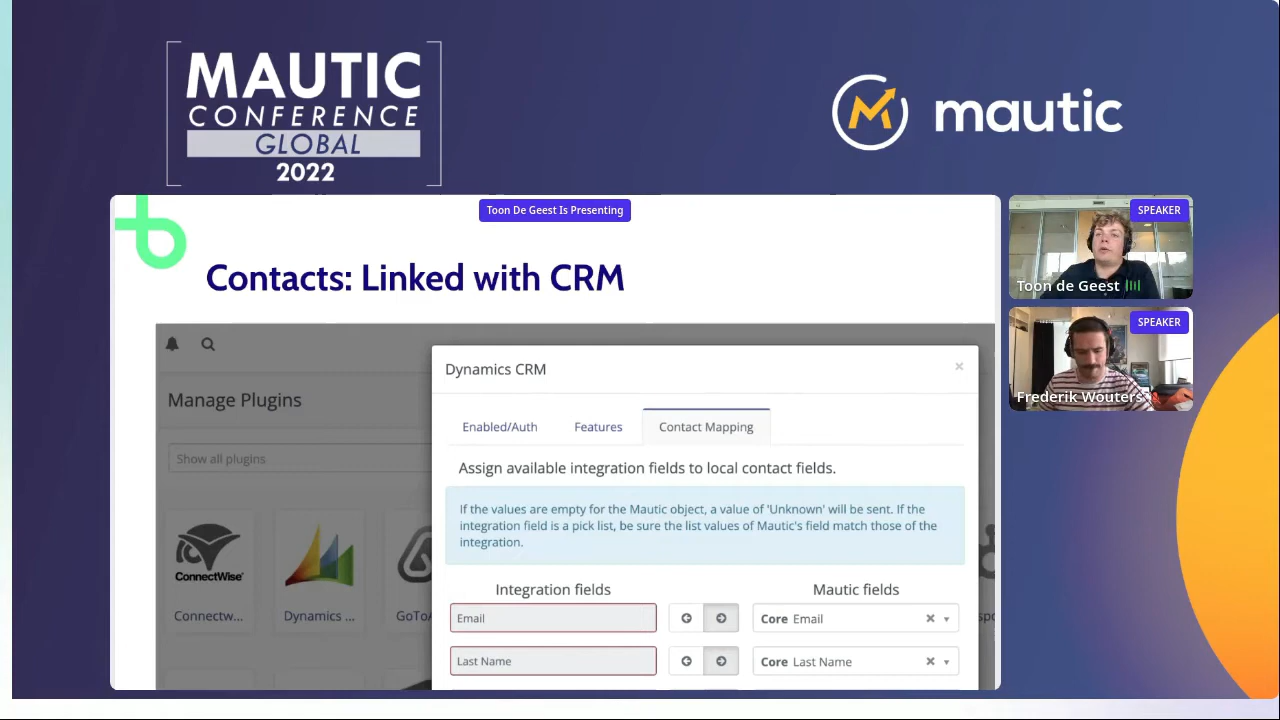 MAUTIC
CONFERENCE
GLOBAL
2022
mautic
Toon De Geest Is Presenting
SPEAKER
Toon de Geest
SPEAKER
Frederik Wouters
Contacts: Linked with CRM
Manage Plugins
Show all plugins
ConnectWise
Connectw...
Dynamics ...
GoToA
Dynamics CRM
×
Enabled/Auth Features Contact Mapping
Assign available integration fields to local contact fields.
If the values are empty for the Mautic object, a value of 'Unknown' will be sent. If the
integration field is a pick list, be sure the list values of Mautic's field match those of the
integration.
Integration fields Mautic fields
Email Core Email
Last Name Core Last Name